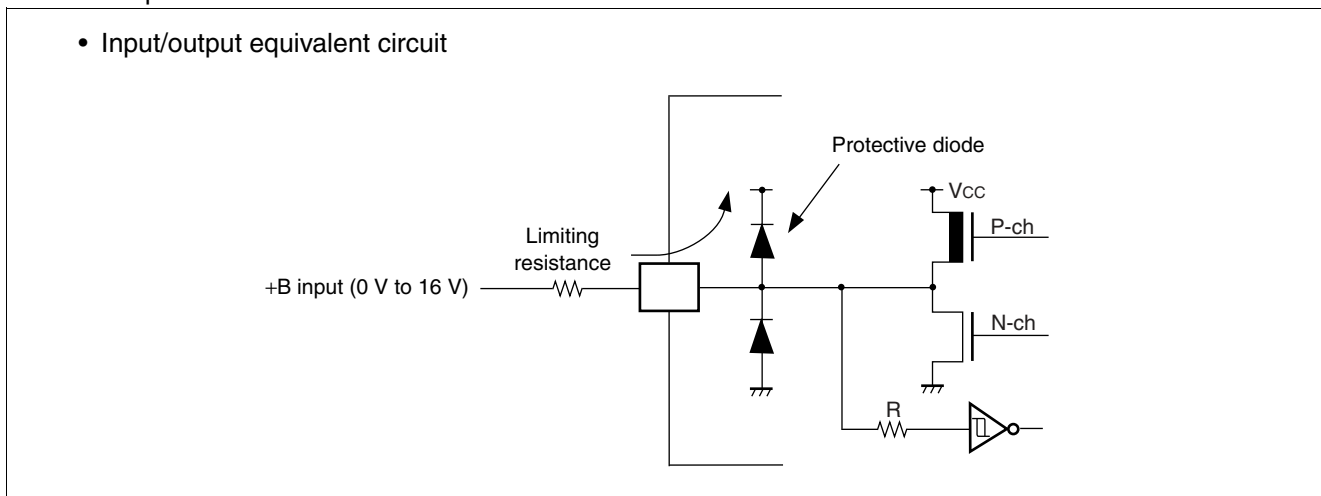 • Input/output equivalent circuit
Protective diode
VCC
P-ch
Limiting
resistance
+B input (0 V to 16 V)
N-ch
R